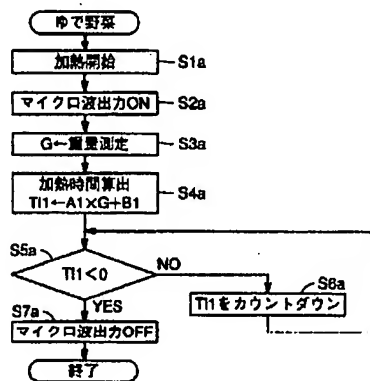 ゆで野菜
加熱開始
S1a
マイクロ波出力ON
S2a
G←重量測定
S3a
加熱時間算出
TI1←A1×G+B1
S4a
S5a
TI1<0
NO
YES
S6a
TI1をカウントダウン
S7a
マイクロ波出力OFF
終了